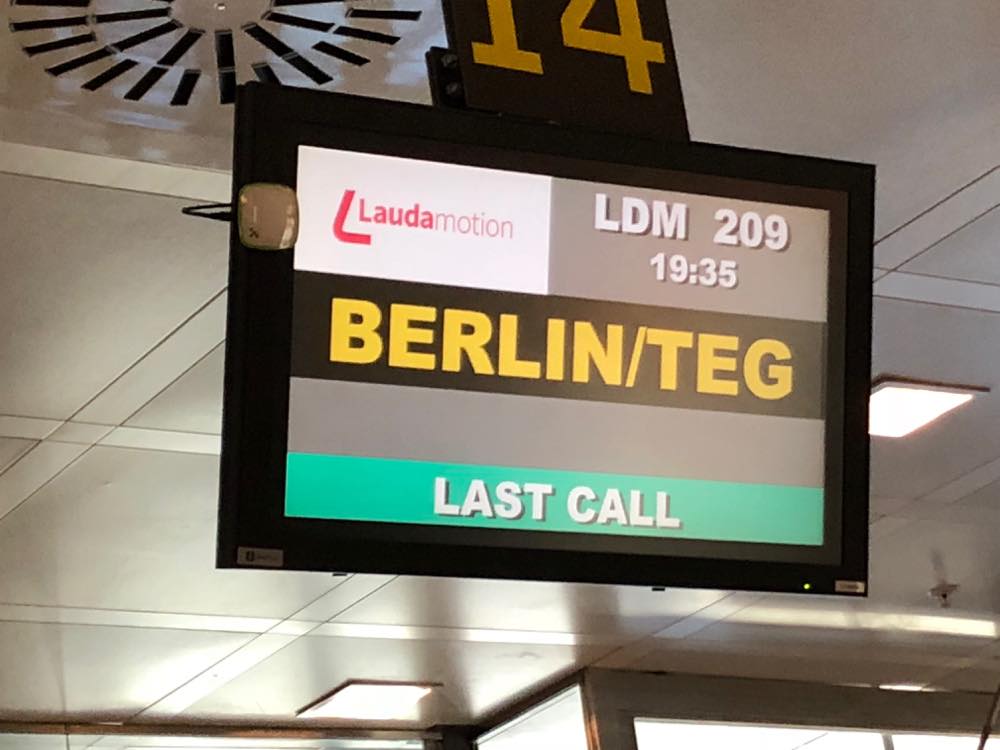 14
Laudamotion
LDM 209
19:35
BERLIN/TEG
LAST CALL